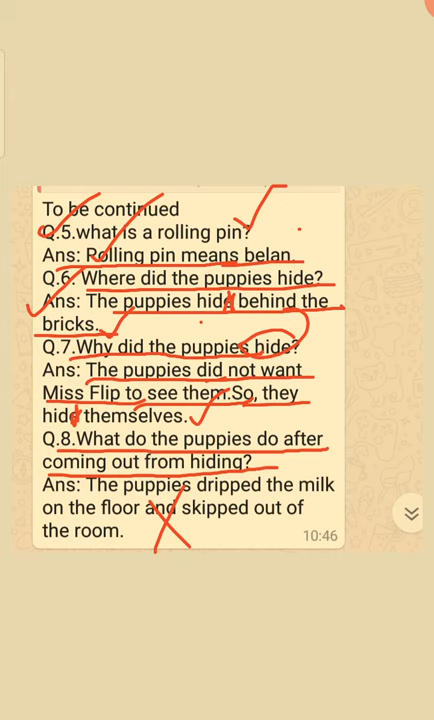 To be continued
Q.5.what is a rolling pin?
Ans: Rolling pin means belan.
Q.6. Where did the puppies hide?
Ans: The puppies hide behind the
bricks.
Q.7.Why did the puppies hide?
Ans: The puppies did not want
Miss Flip to see them.So, they
hide themselves.
Q.8.What do the puppies do after
coming out from hiding?
Ans: The puppies dripped the milk
on the floor and skipped out of
the room.
10:46